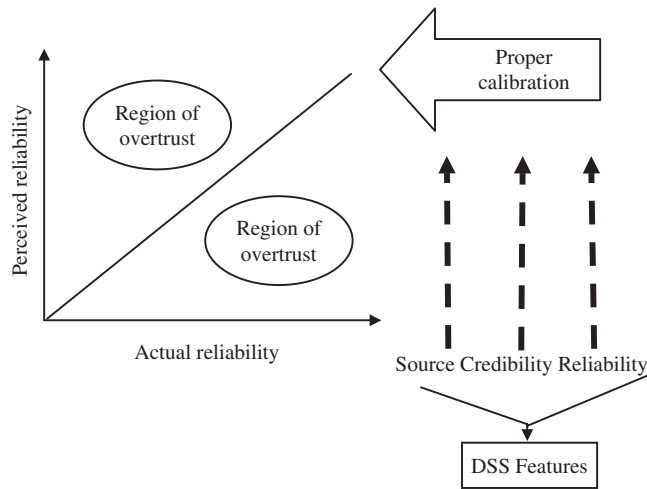 Perceived reliability
Region of
overtrust
Region of
overtrust
Actual reliability
Proper
calibration
Source Credibility Reliability
DSS Features